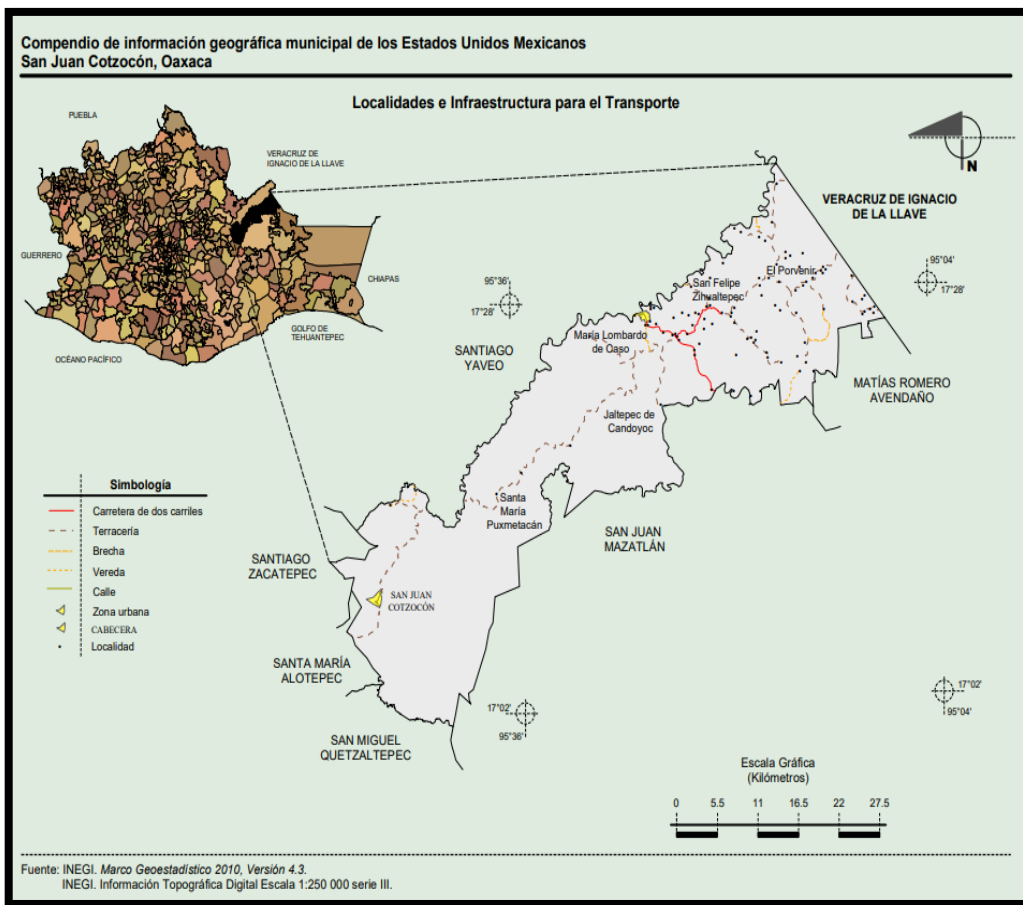 Compendio de información geográfica municipal de los Estados Unidos Mexicanos
San Juan Cotzocón, Oaxaca
Localidades e Infraestructura para el Transporte
PUEBLA
VERACRUZ DE
IGNACIO DE LA LLAVE
GUERRERO
CHIAPAS
GOLFO DE
TEHUANTEPEC
OCÉANO PACÍFICO
N
VERACRUZ DE IGNACIO
DE LA LLAVE
95°36'
17°28'
95°04'
17°28'
El Porvenir
San Felipe
Zihualtepec
María Lombardo
de Caso
SANTIAGO
YAVEO
MATÍAS ROMERO
AVENDAÑO
Jaltepec de
Candoyoc
Santa
María
Puxmetacán
SAN JUAN
MAZATLÁN
Simbología
Carretera de dos carriles
Terracería
Brecha
Vereda
Calle
Zona urbana
CABECERA
Localidad
SANTIAGO
ZACATEPEC
SAN JUAN
COTZOCÓN
SANTA MARÍA
ALOTEPEC
SAN MIGUEL
QUETZALTEPEC
17°02'
95°36'
17°02'
95°04'
Escala Gráfica
(Kilómetros)
0 5.5 11 16.5 22 27.5
Fuente: INEGI. Marco Geoestadístico 2010, Versión 4.3.
INEGI. Información Topográfica Digital Escala 1:250 000 serie III.